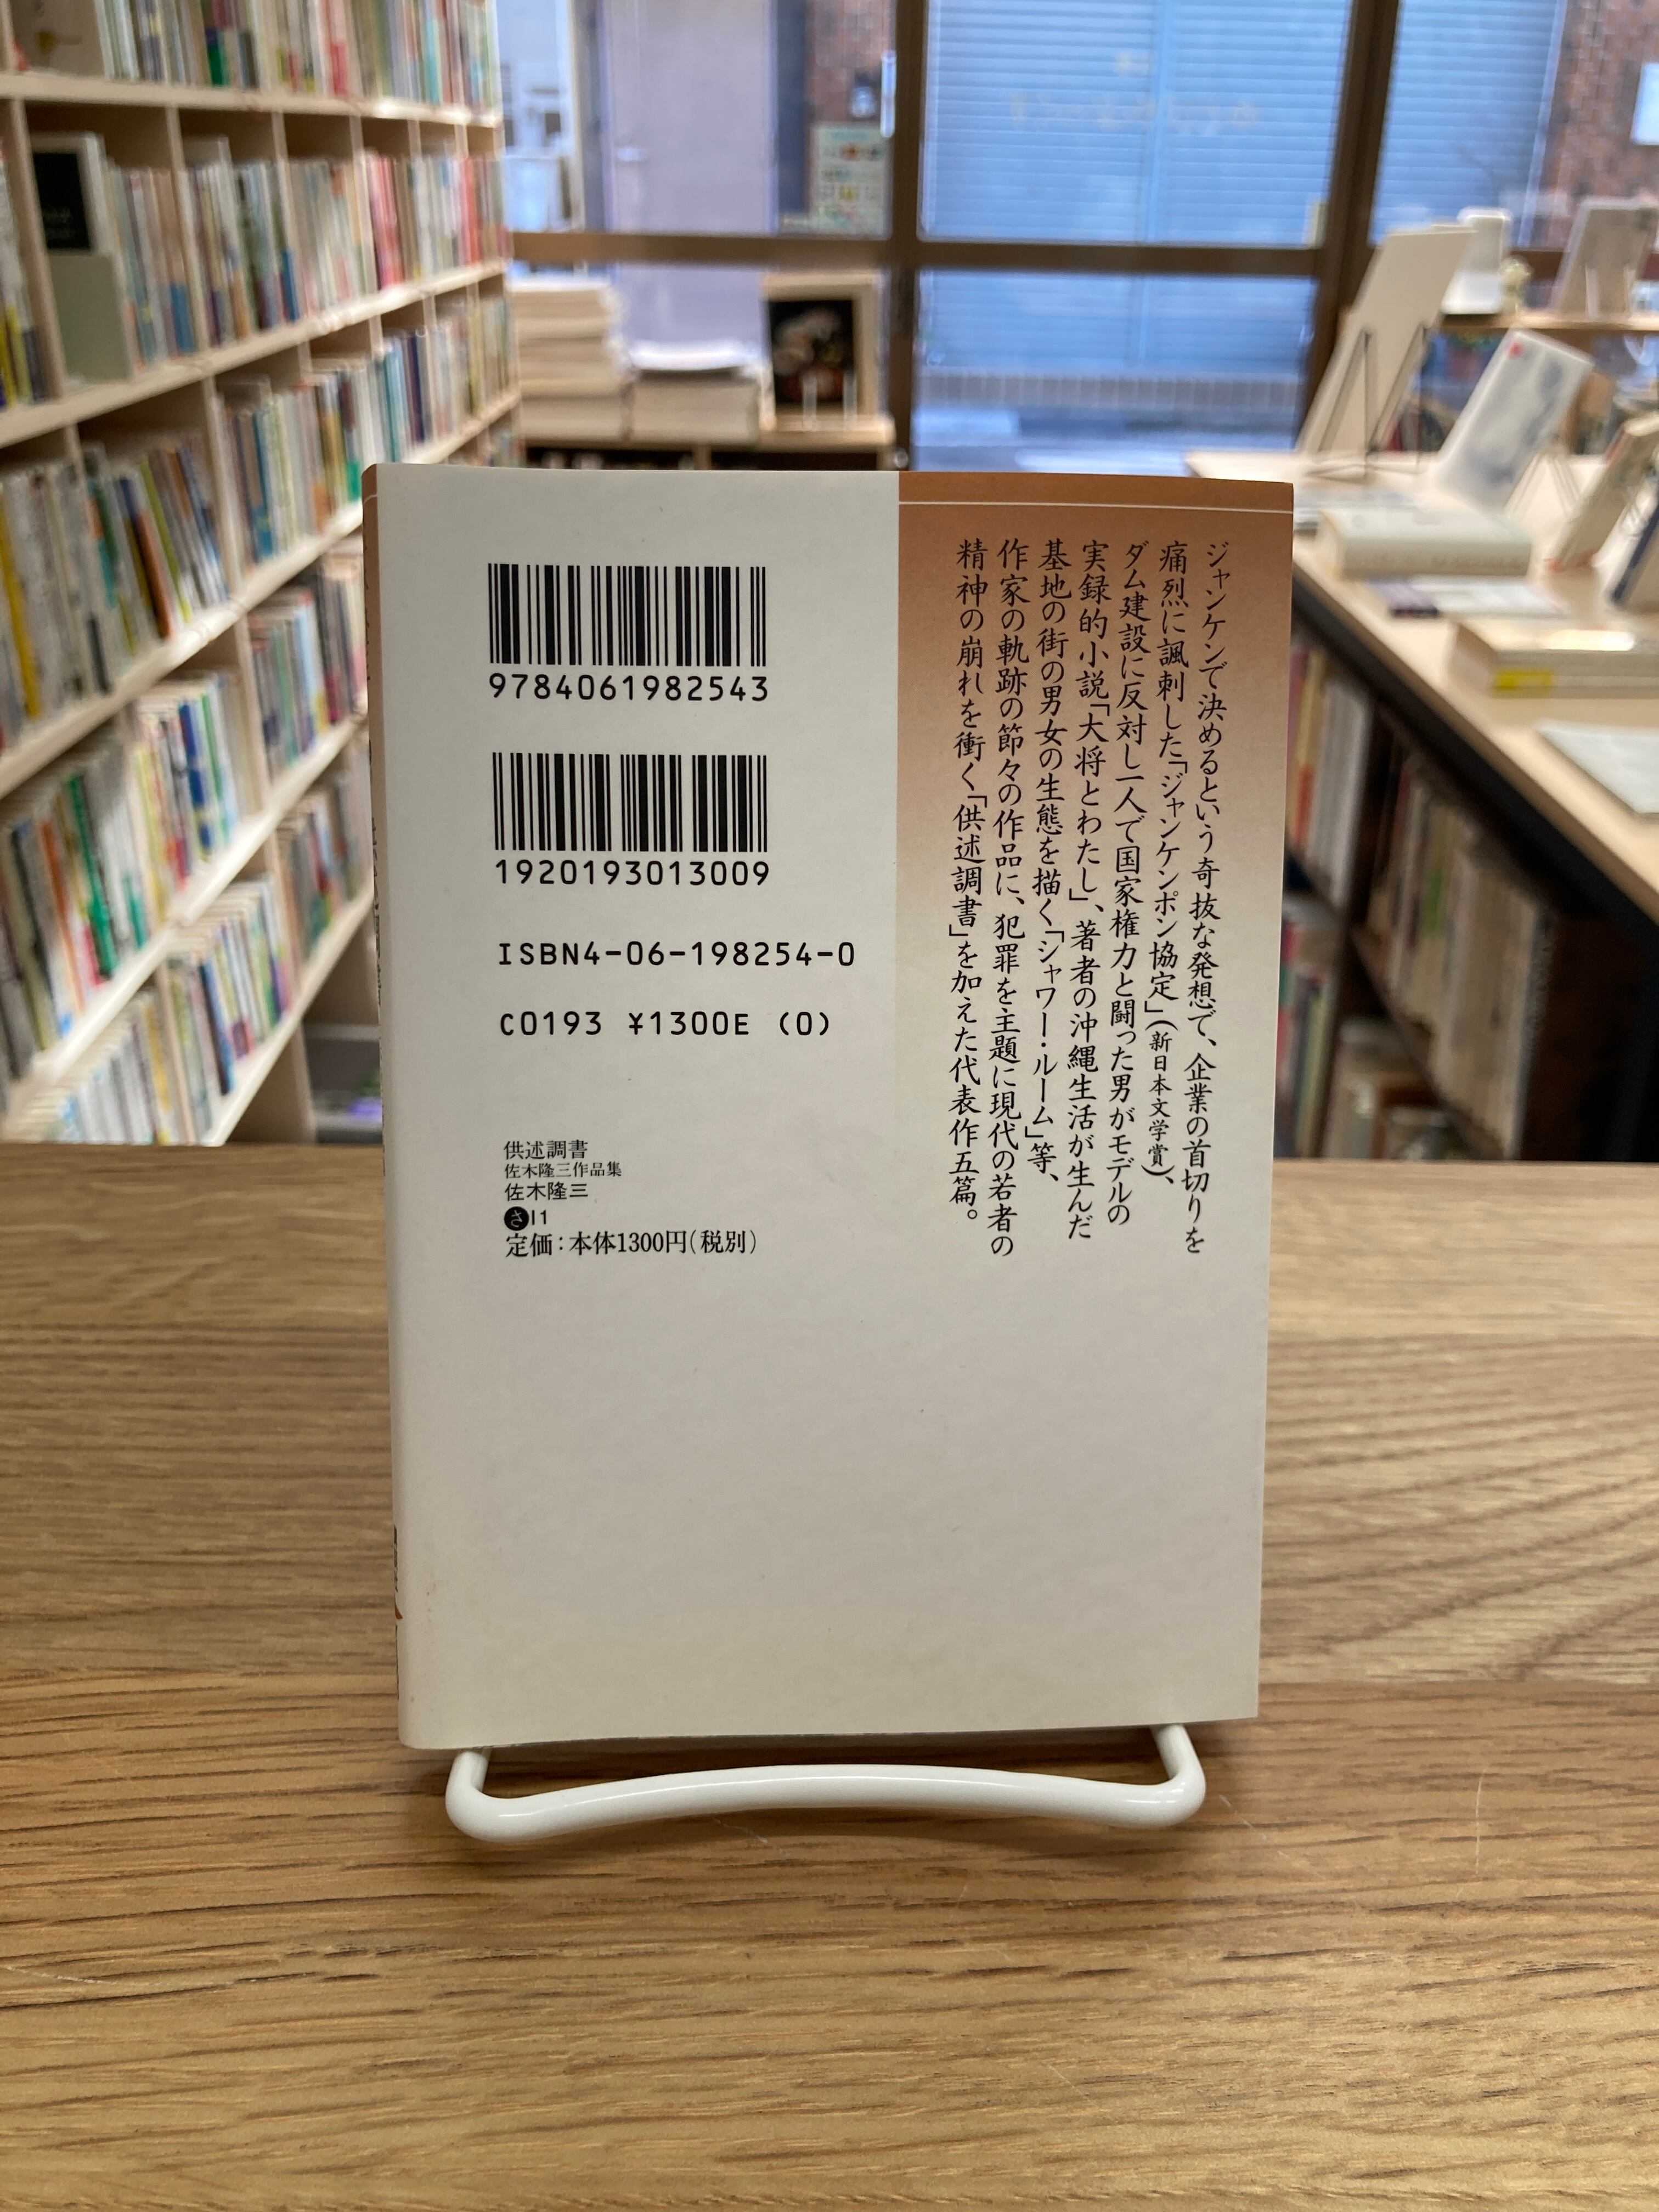 ジャンケンで決めるという奇抜な発想で、企業の首切りを
痛烈に諷刺した「ジャンケンポン協定」(新日本文学賞)、
ダム建設に反対し一人で国家権力と闘った男がモデルの
実録的小説「大将とわたし」、著者の沖縄生活が生んだ
基地の街の男女の生態を描く「シャワー・ルーム」等、
作家の軌跡の節々の作品に、犯罪を主題に現代の若者の
精神の崩れを衝く「供述調書」を加えた代表作五篇。
9784061982543
1920193013009
ISBN4-06-198254-0
C0193 ¥1300E (0)
供述調書
佐木隆三作品集
佐木隆三
さI1
定価：本体1300円（税別）